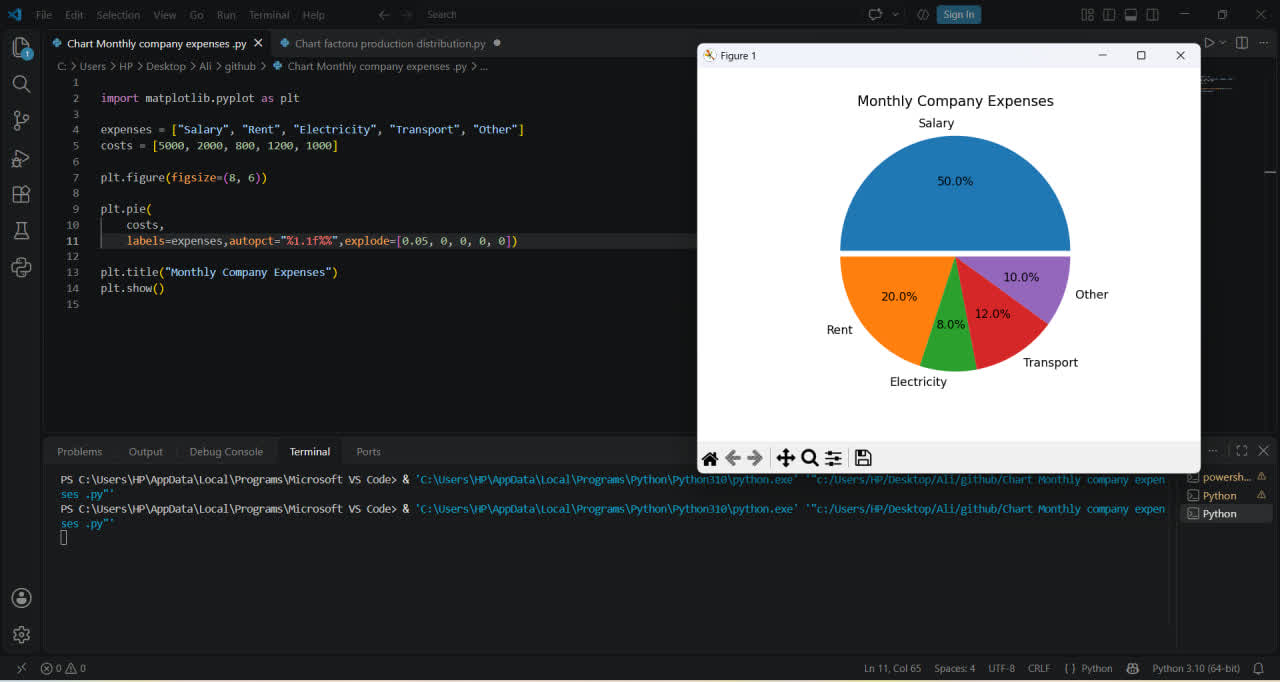 File Edit Selection View Go Run Terminal Help Search Sign In
1
Chart Monthly company expenses .py Chart factoru production distribution.py
C: > Users > HP > Desktop > Ali > github > Chart Monthly company expenses .py > ...
1
2 import matplotlib.pyplot as plt
3
4 expenses = ["Salary", "Rent", "Electricity", "Transport", "Other"]
5 costs = [5000, 2000, 800, 1200, 1000]
6
7 plt.figure(figsize=(8, 6))
8
9 plt.pie(
10 costs,
11 labels=expenses,autopct="%1.1f%%",explode=[0.05, 0, 0, 0, 0])
12
13 plt.title("Monthly Company Expenses")
14 plt.show()
15
Figure 1
Monthly Company Expenses
Salary
50.0%
10.0%
Other
20.0%
12.0%
8.0%
Rent
Transport
Electricity
Problems Output Debug Console Terminal Ports
PS C:\Users\HP\AppData\Local\Programs\Microsoft VS Code> & 'C:\Users\HP\AppData\Local\Programs\Python\Python310\python.exe' '"c:/Users/HP/Desktop/Ali/github/Chart Monthly company expen
ses .py"'
PS C:\Users\HP\AppData\Local\Programs\Microsoft VS Code> & 'C:\Users\HP\AppData\Local\Programs\Python\Python310\python.exe' '"c:/Users/HP/Desktop/Ali/github/Chart Monthly company expen
ses .py"'
powersh...
Python
Python
0 0 Ln 11, Col 65 Spaces: 4 UTF-8 CRLF { } Python Python 3.10 (64-bit)